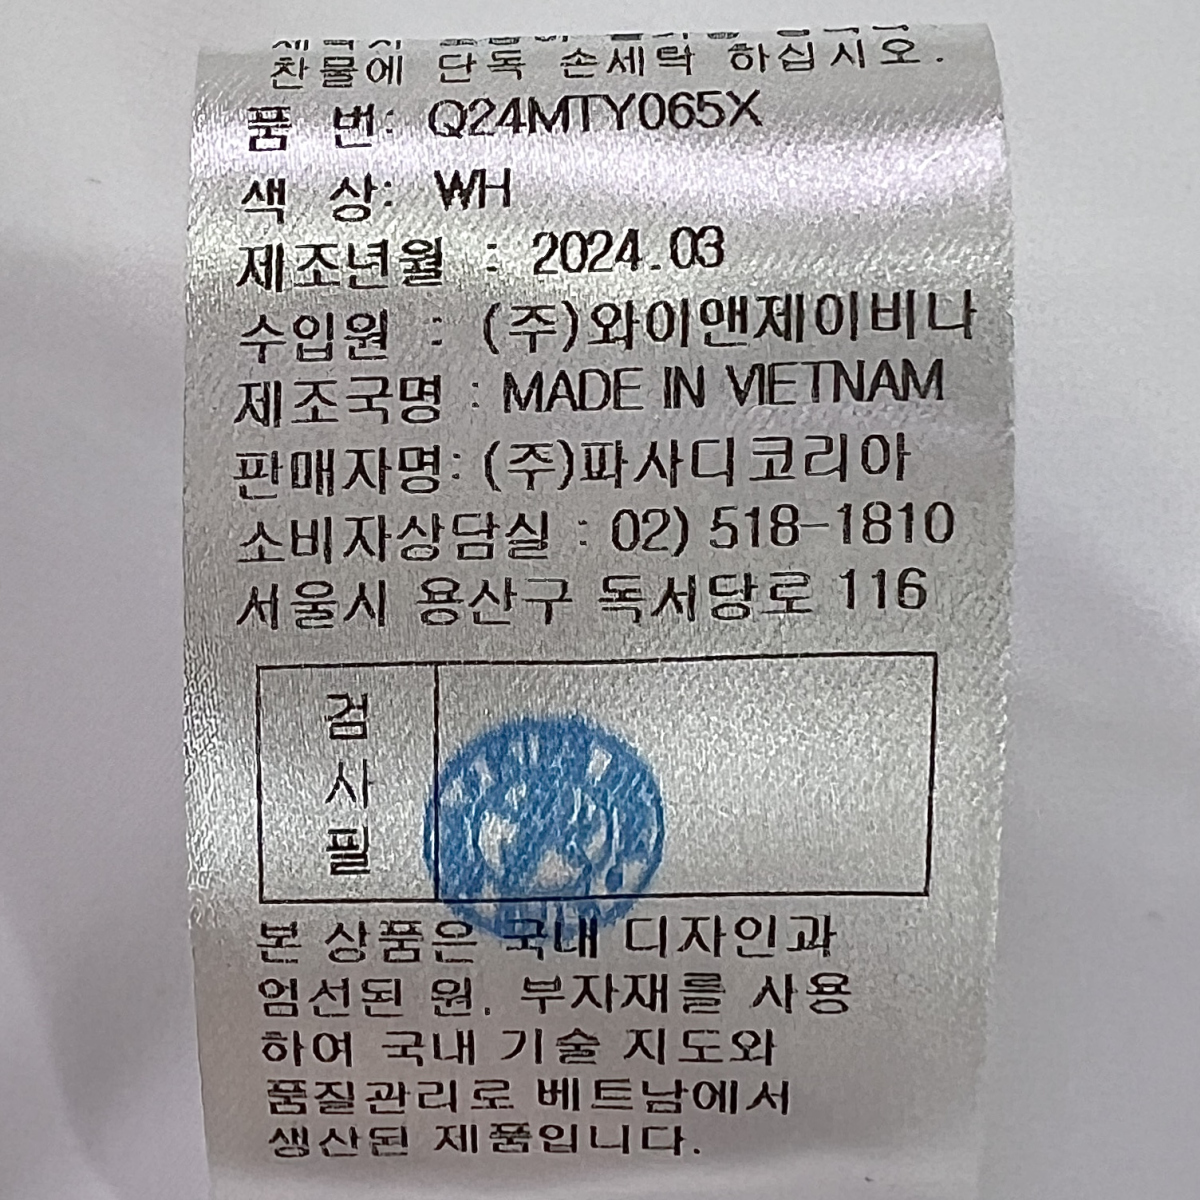 찬물에 단독 손세탁 하십시오.
품 번: Q24MTY065X
색 상: WH
제조년월 : 2024.03
수입원 : (주)와이앤제이비나
제조국명 : MADE IN VIETNAM
판매자명: (주)파사디코리아
소비자상담실 : 02) 518-1810
서울시 용산구 독서당로 116
검
사
필
본 상품은 국내 디자인과
엄선된 원. 부자재를 사용
하여 국내 기술 지도와
품질관리로 베트남에서
생산된 제품입니다.